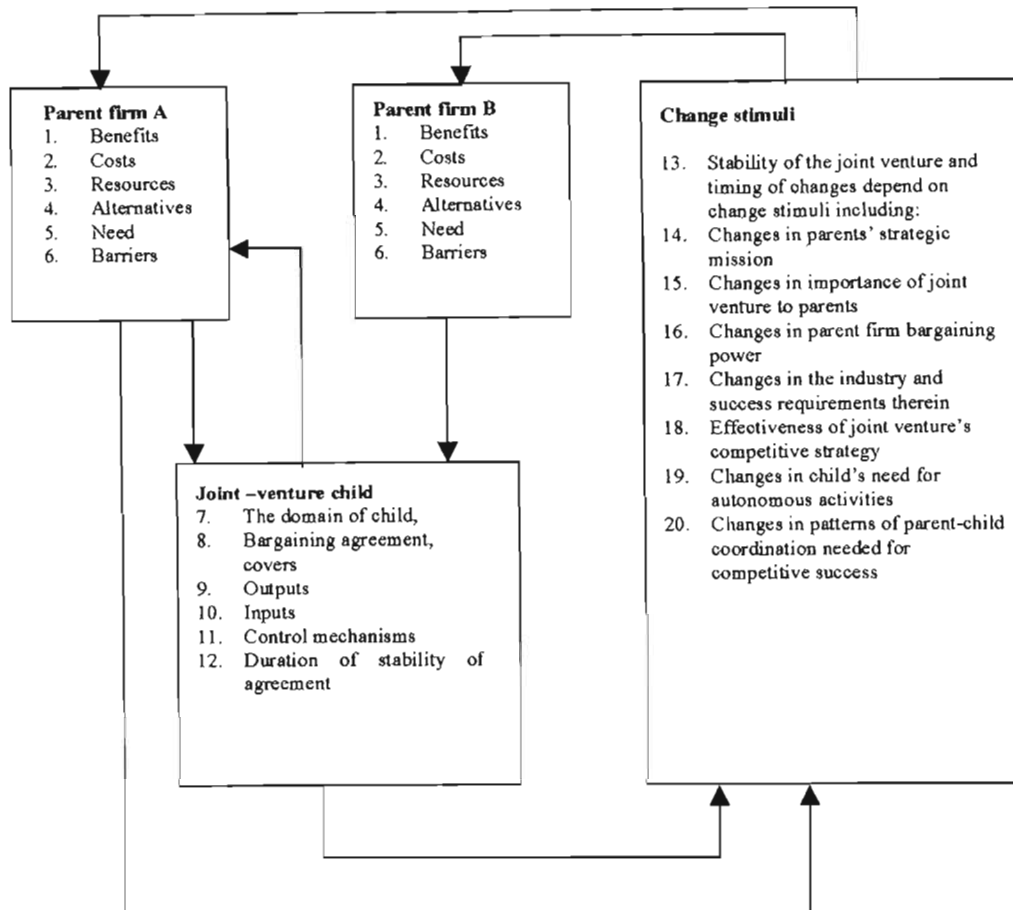 Parent firm A
1. Benefits
2. Costs
3. Resources
4. Alternatives
5. Need
6. Barriers
Parent firm B
1. Benefits
2. Costs
3. Resources
4. Alternatives
5. Need
6. Barriers
Joint –venture child
7. The domain of child,
8. Bargaining agreement,
covers
9. Outputs
10. Inputs
11. Control mechanisms
12. Duration of stability of
agreement
Change stimuli
13. Stability of the joint venture and
timing of changes depend on
change stimuli including:
14. Changes in parents' strategic
mission
15. Changes in importance of joint
venture to parents
16. Changes in parent firm bargaining
power
17. Changes in the industry and
success requirements therein
18. Effectiveness of joint venture's
competitive strategy
19. Changes in child's need for
autonomous activities
20. Changes in patterns of parent-child
coordination needed for
competitive success